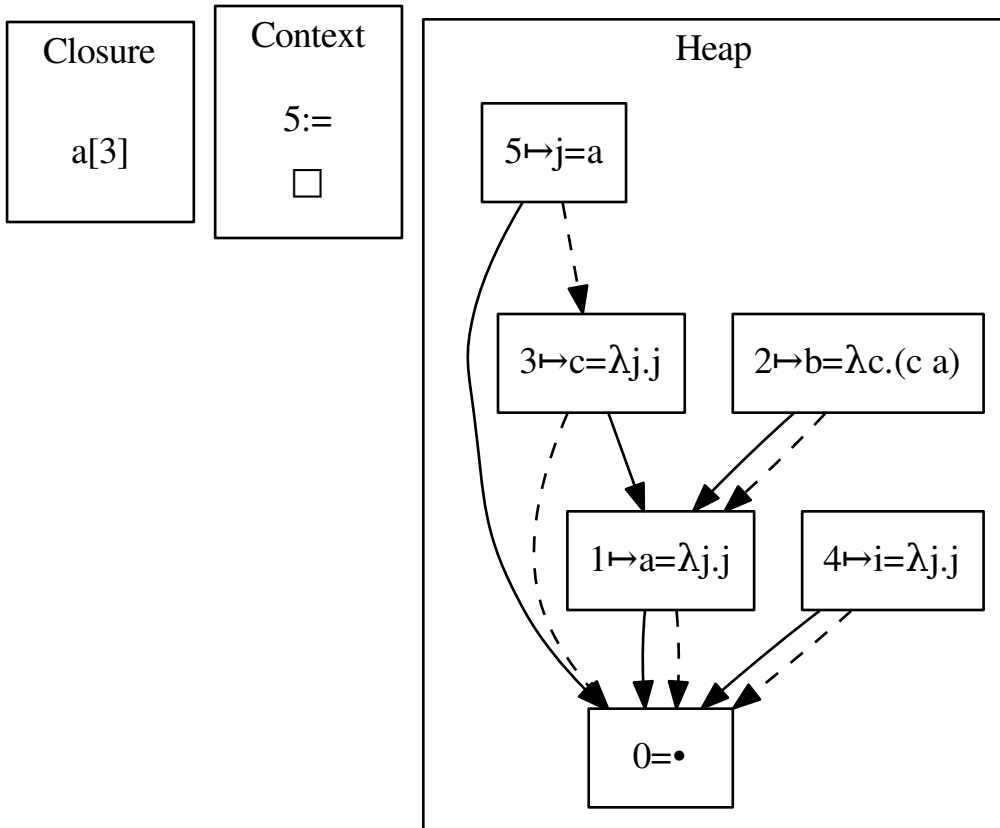 Closure
a[3]
Context
5:=
□
Heap
5↦j=a
3↦c=λj.j
2↦b=λc.(c a)
1↦a=λj.j
4↦i=λj.j
0=•